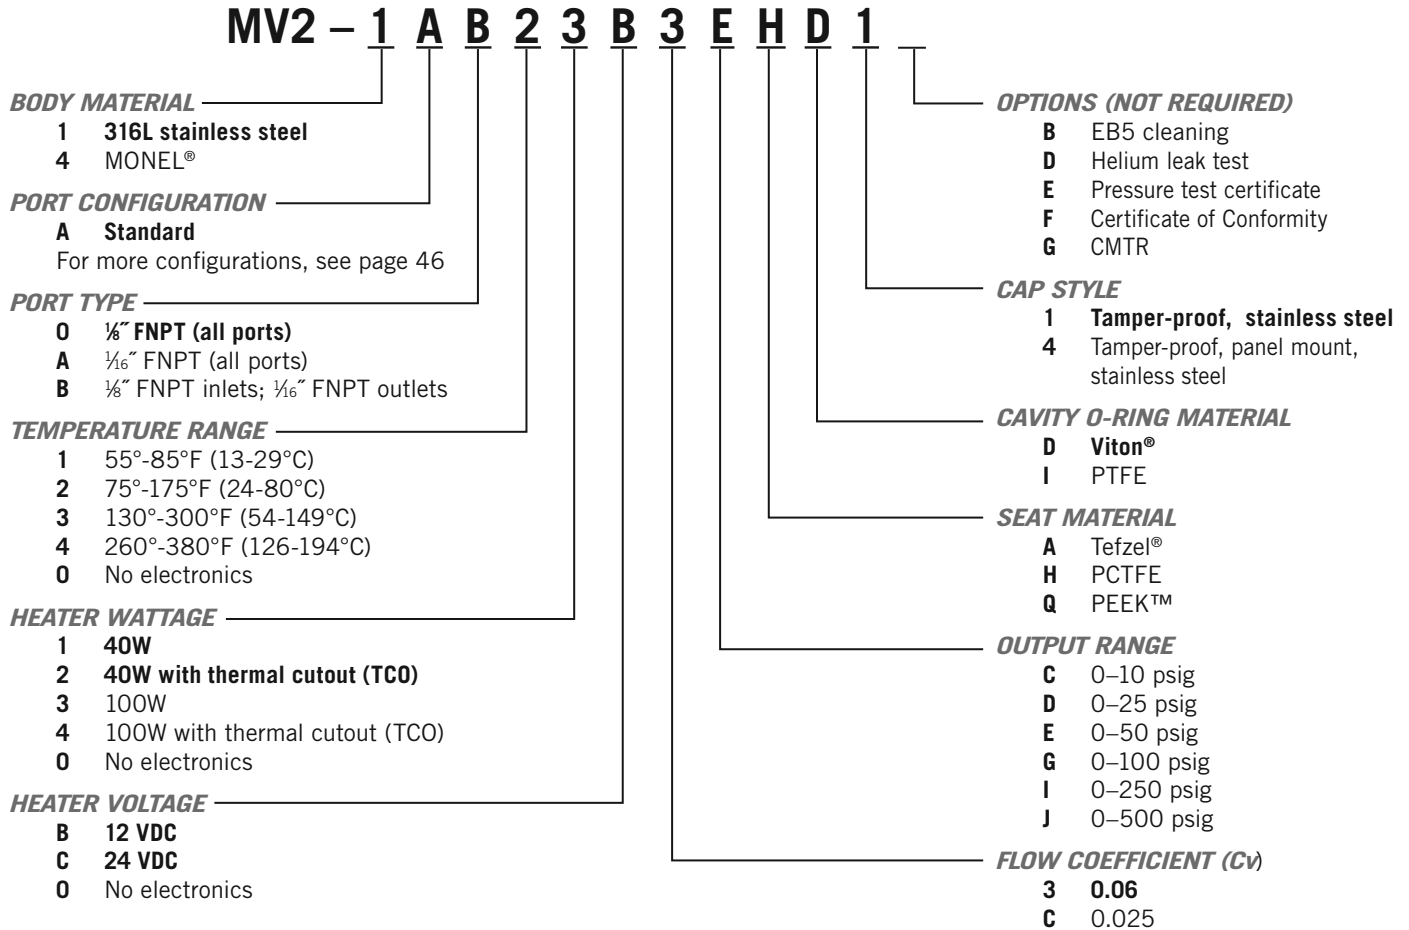 MV2 – 1 A B 2 3 B 3 E H D 1 _
BODY MATERIAL
1 316L stainless steel
4 MONEL®
PORT CONFIGURATION
A Standard
For more configurations, see page 46
PORT TYPE
0 ⅛˝ FNPT (all ports)
A 1⁄16˝ FNPT (all ports)
B ⅛˝ FNPT inlets; 1⁄16˝ FNPT outlets
TEMPERATURE RANGE
1 55°-85°F (13-29°C)
2 75°-175°F (24-80°C)
3 130°-300°F (54-149°C)
4 260°-380°F (126-194°C)
0 No electronics
HEATER WATTAGE
1 40W
2 40W with thermal cutout (TCO)
3 100W
4 100W with thermal cutout (TCO)
0 No electronics
HEATER VOLTAGE
B 12 VDC
C 24 VDC
0 No electronics
OPTIONS (NOT REQUIRED)
B EB5 cleaning
D Helium leak test
E Pressure test certificate
F Certificate of Conformity
G CMTR
CAP STYLE
1 Tamper-proof, stainless steel
4 Tamper-proof, panel mount,
stainless steel
CAVITY O-RING MATERIAL
D Viton®
I PTFE
SEAT MATERIAL
A Tefzel®
H PCTFE
Q PEEK™
OUTPUT RANGE
C 0–10 psig
D 0–25 psig
E 0–50 psig
G 0–100 psig
I 0–250 psig
J 0–500 psig
FLOW COEFFICIENT (Cv)
3 0.06
C 0.025